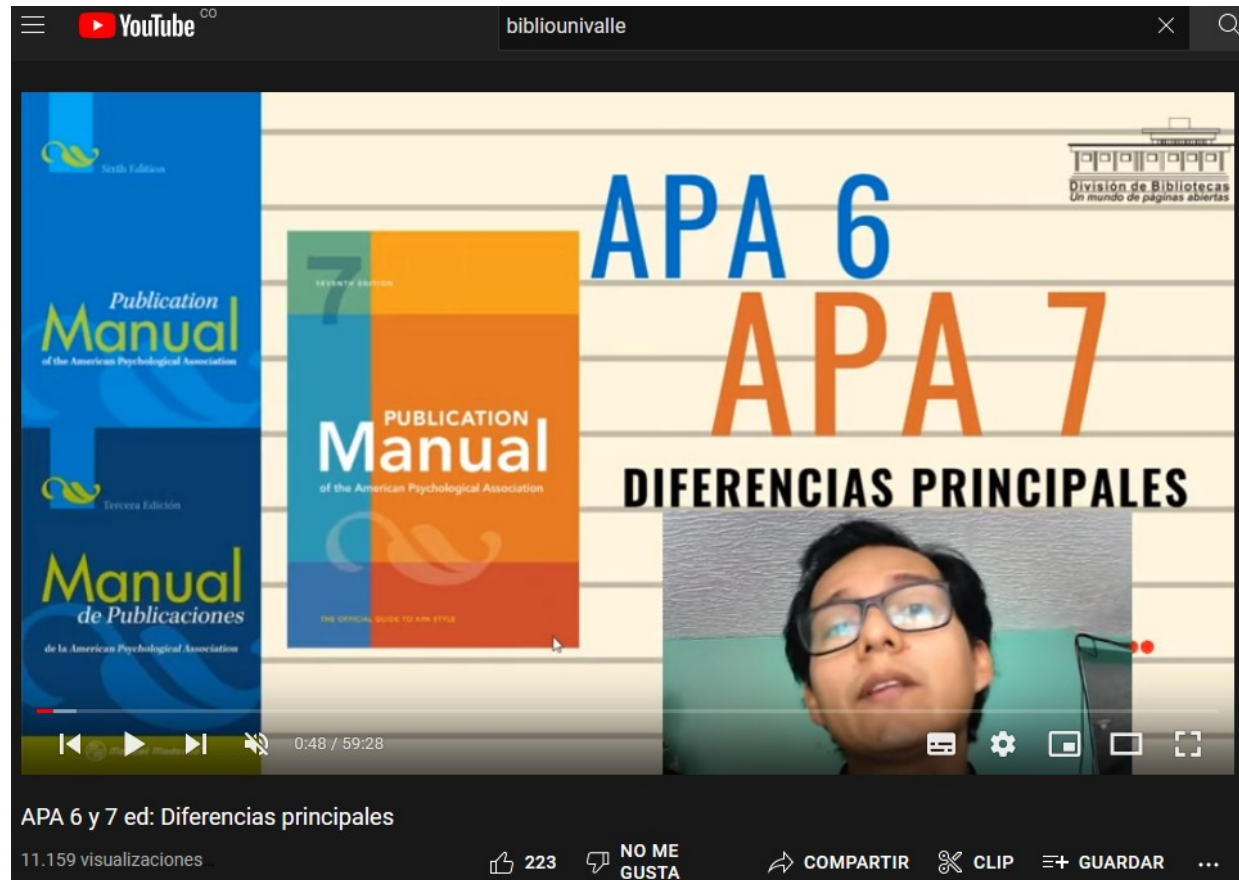 YouTube CO
bibliounivalle
Sixth Edition
Publication
Manual
of the American Psychological Association
Tercera Edición
Manual
de Publicaciones
de la American Psychological Association
7
SEVENTH EDITION
PUBLICATION
Manual
of the American Psychological Association
THE OFFICIAL GUIDE TO APA STYLE
APA 6
APA 7
DIFERENCIAS PRINCIPALES
División de Bibliotecas
Un mundo de páginas abiertas
0:48 / 59:28
APA 6 y 7 ed: Diferencias principales
11.159 visualizaciones
223
NO ME
GUSTA
COMPARTIR
CLIP
GUARDAR